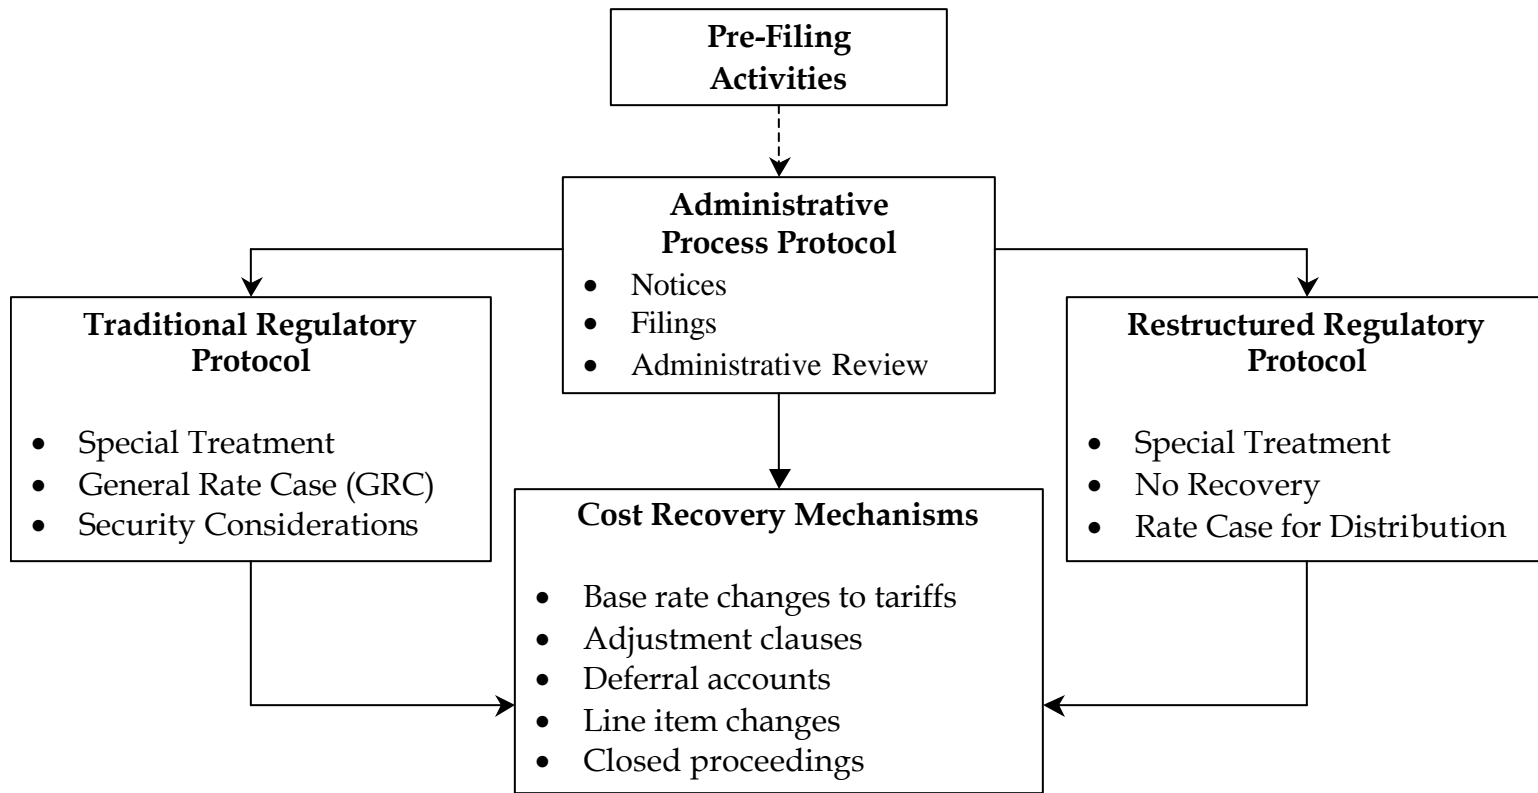 Pre-Filing
Activities
Administrative
Process Protocol
• Notices
• Filings
• Administrative Review
Traditional Regulatory
Protocol
• Special Treatment
• General Rate Case (GRC)
• Security Considerations
Restructured Regulatory
Protocol
• Special Treatment
• No Recovery
• Rate Case for Distribution
Cost Recovery Mechanisms
• Base rate changes to tariffs
• Adjustment clauses
• Deferral accounts
• Line item changes
• Closed proceedings